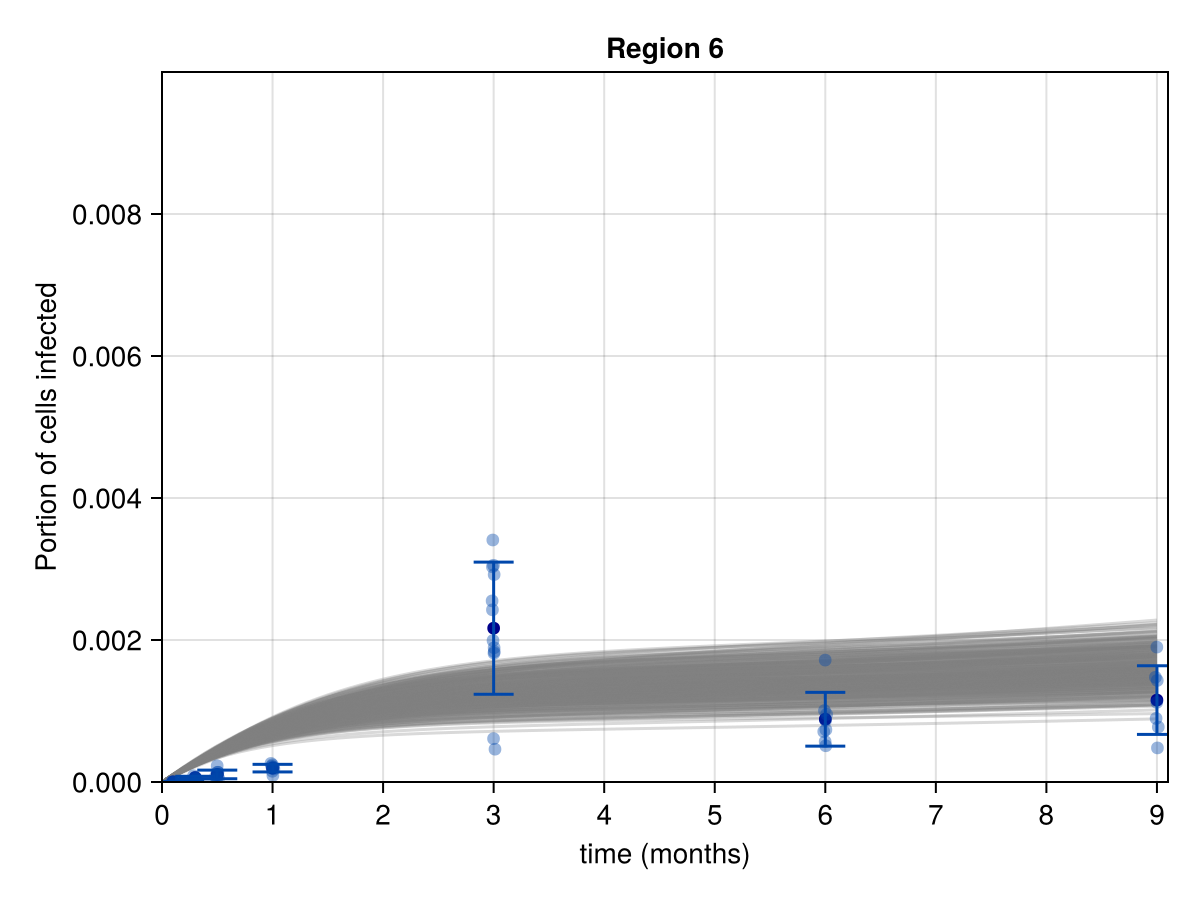 Region 6
Portion of cells infected
0.008
0.006
0.004
0.002
0.000
0 1 2 3 4 5 6 7 8 9
time (months)